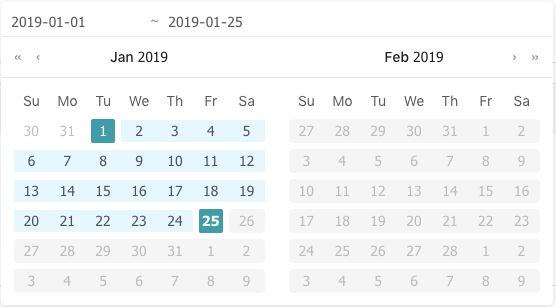 2019-01-01 ~ 2019-01-25
« ‹ Jan 2019 Feb 2019 › »
Su Mo Tu We Th Fr Sa Su Mo Tu We Th Fr Sa
30 31 1 2 3 4 5 27 28 29 30 31 1 2
6 7 8 9 10 11 12 3 4 5 6 7 8 9
13 14 15 16 17 18 19 10 11 12 13 14 15 16
20 21 22 23 24 25 26 17 18 19 20 21 22 23
27 28 29 30 31 1 2 24 25 26 27 28 1 2
3 4 5 6 7 8 9 3 4 5 6 7 8 9